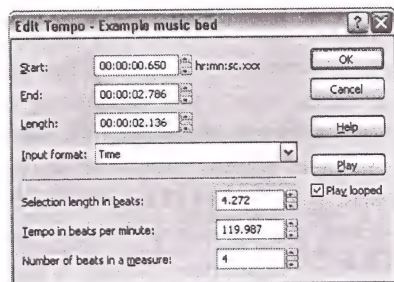 Edit Tempo - Example music bed
Start: 00:00:00.650 hr:mn:sc.xxx
OK
End: 00:00:02.786
Cancel
Length: 00:00:02.136
Help
Input format: Time
Play
Play looped
Selection length in beats: 4.272
Tempo in beats per minute: 119.987
Number of beats in a measure: 4